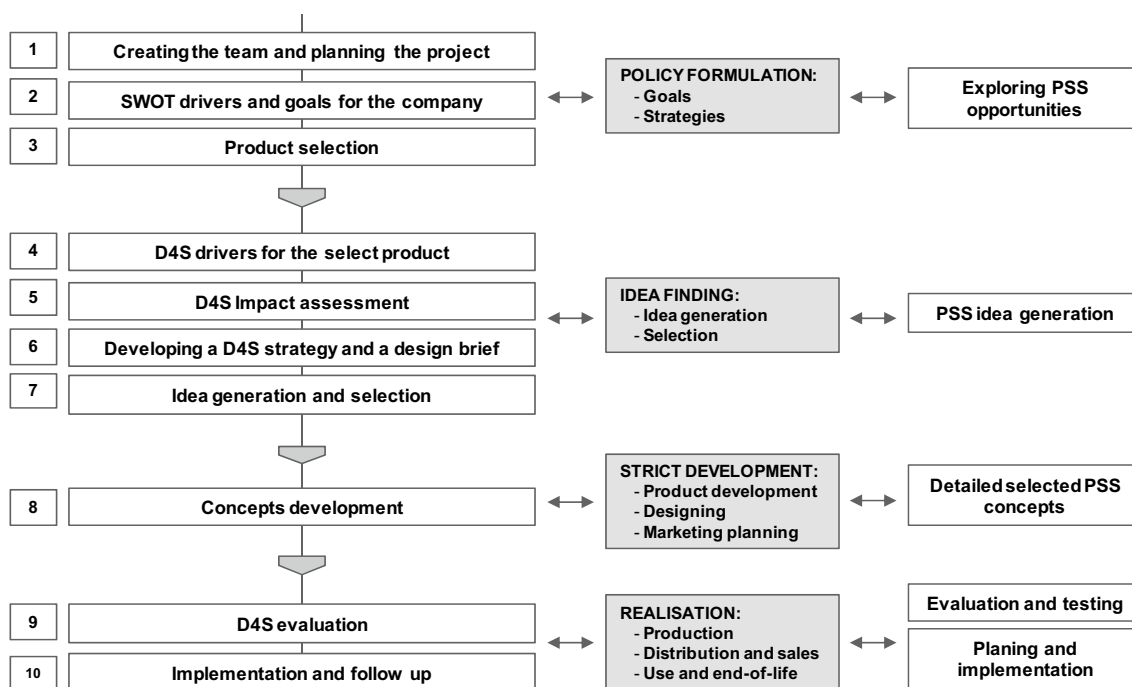 1
Creating the team and planning the project
2
SWOT drivers and goals for the company
3
Product selection
POLICY FORMULATION:
- Goals
- Strategies
Exploring PSS
opportunities
4
D4S drivers for the select product
5
D4S Impact assessment
6
Developing a D4S strategy and a design brief
7
Idea generation and selection
IDEA FINDING:
- Idea generation
- Selection
PSS idea generation
8
Concepts development
STRICT DEVELOPMENT:
- Product development
- Designing
- Marketing planning
Detailed selected PSS
concepts
9
D4S evaluation
10
Implementation and follow up
REALISATION:
- Production
- Distribution and sales
- Use and end-of-life
Evaluation and testing
Planing and
implementation